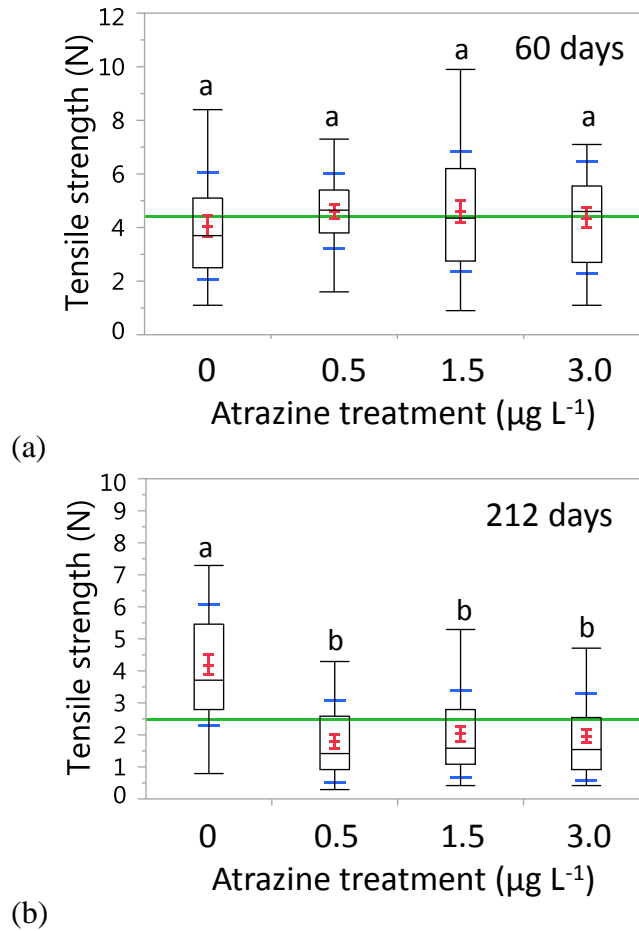 12
10
8
6
4
2
0
Tensile strength (N)
60 days
a
a
a
a
0 0.5 1.5 3.0
Atrazine treatment (µg L⁻¹)
(a)
10
9
8
7
6
5
4
3
2
1
0
Tensile strength (N)
212 days
a
b
b
b
0 0.5 1.5 3.0
Atrazine treatment (µg L⁻¹)
(b)